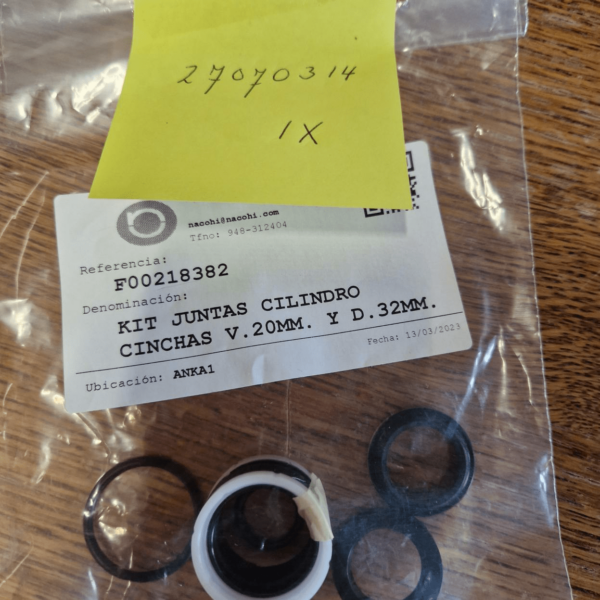 27070314
1X
nacohi@nacohi.com
Tfno: 948-312404
Referencia:
F00218382
Denominación:
KIT JUNTAS CILINDRO
CINCHAS V.20MM. Y D.32MM.
Fecha: 13/03/2023
Ubicación: ANKA1